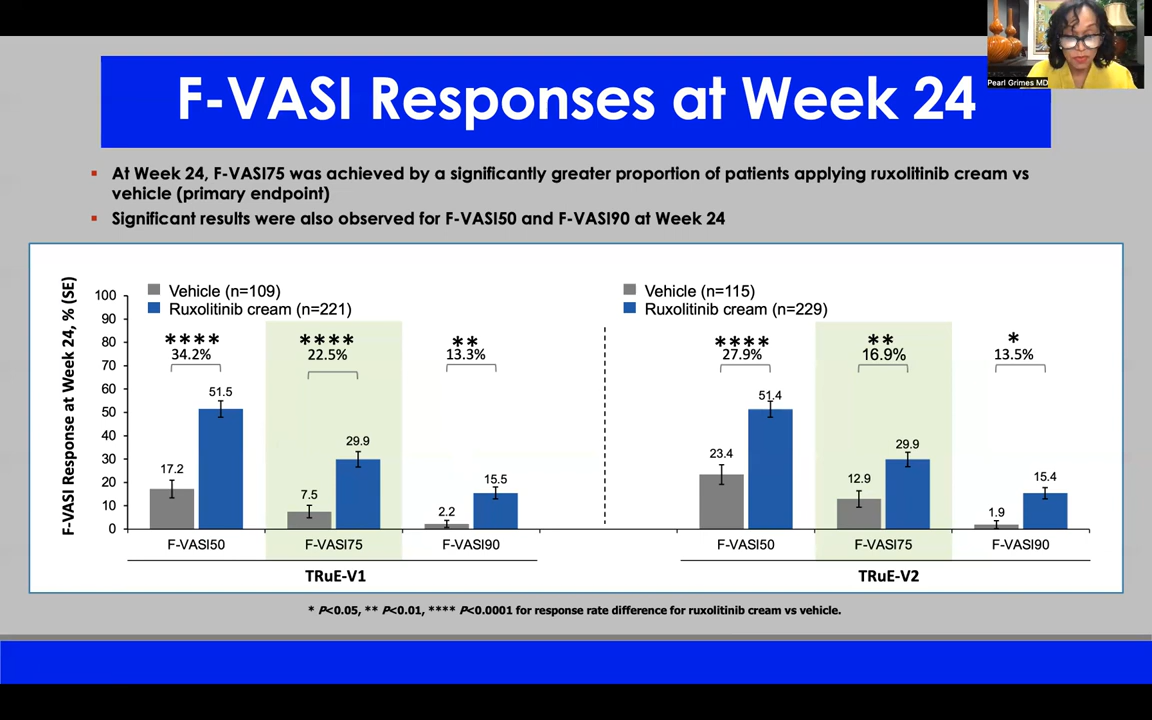 Pearl Grimes MD
F-VASI Responses at Week 24
▪ At Week 24, F-VASI75 was achieved by a significantly greater proportion of patients applying ruxolitinib cream vs
vehicle (primary endpoint)
▪ Significant results were also observed for F-VASI50 and F-VASI90 at Week 24
F-VASI Response at Week 24, % (SE)
100
90
80
70
60
50
40
30
20
10
0
Vehicle (n=109)
Ruxolitinib cream (n=221)
**** **** **
34.2% 22.5% 13.3%
17.2 51.5 7.5 29.9 2.2 15.5
F-VASI50 F-VASI75 F-VASI90
TRuE-V1
Vehicle (n=115)
Ruxolitinib cream (n=229)
**** ** *
27.9% 16.9% 13.5%
23.4 51.4 12.9 29.9 1.9 15.4
F-VASI50 F-VASI75 F-VASI90
TRuE-V2
* P<0.05, ** P<0.01, **** P<0.0001 for response rate difference for ruxolitinib cream vs vehicle.